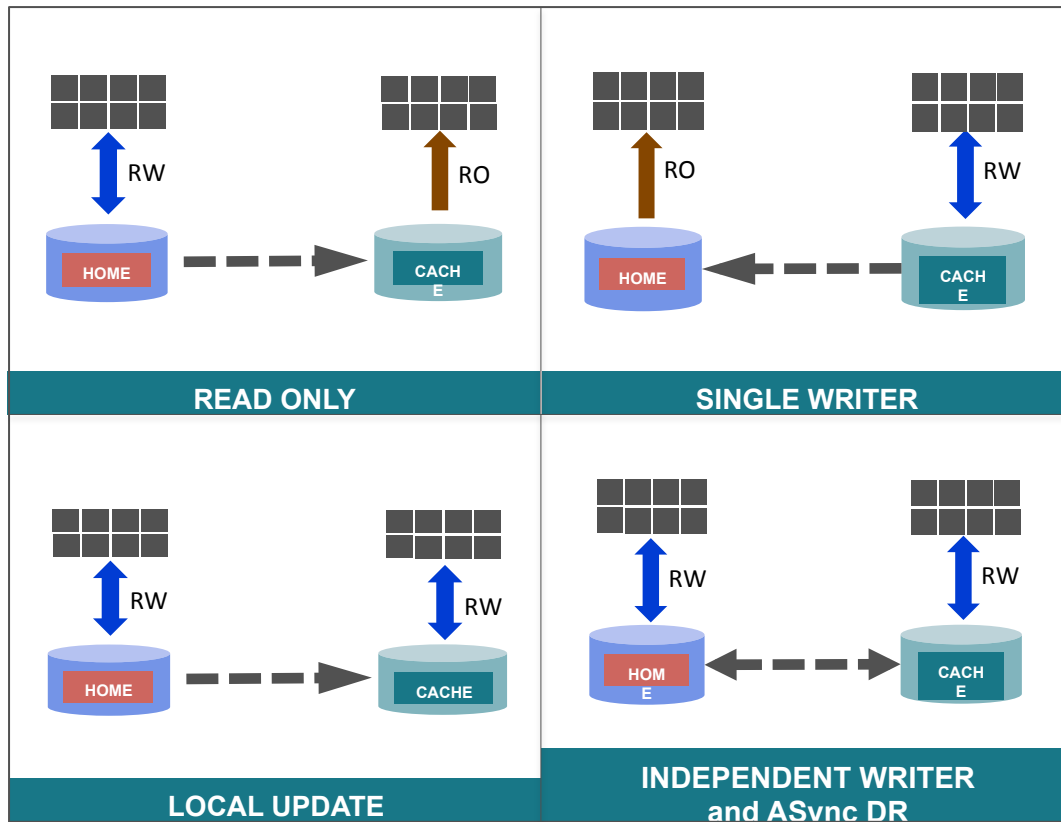 RW
RO
HOME
CACH
E
READ ONLY
RO
RW
HOME
CACH
E
SINGLE WRITER
RW
RW
HOME
CACHE
LOCAL UPDATE
RW
RW
HOM
E
CACH
E
INDEPENDENT WRITER
and ASync DR